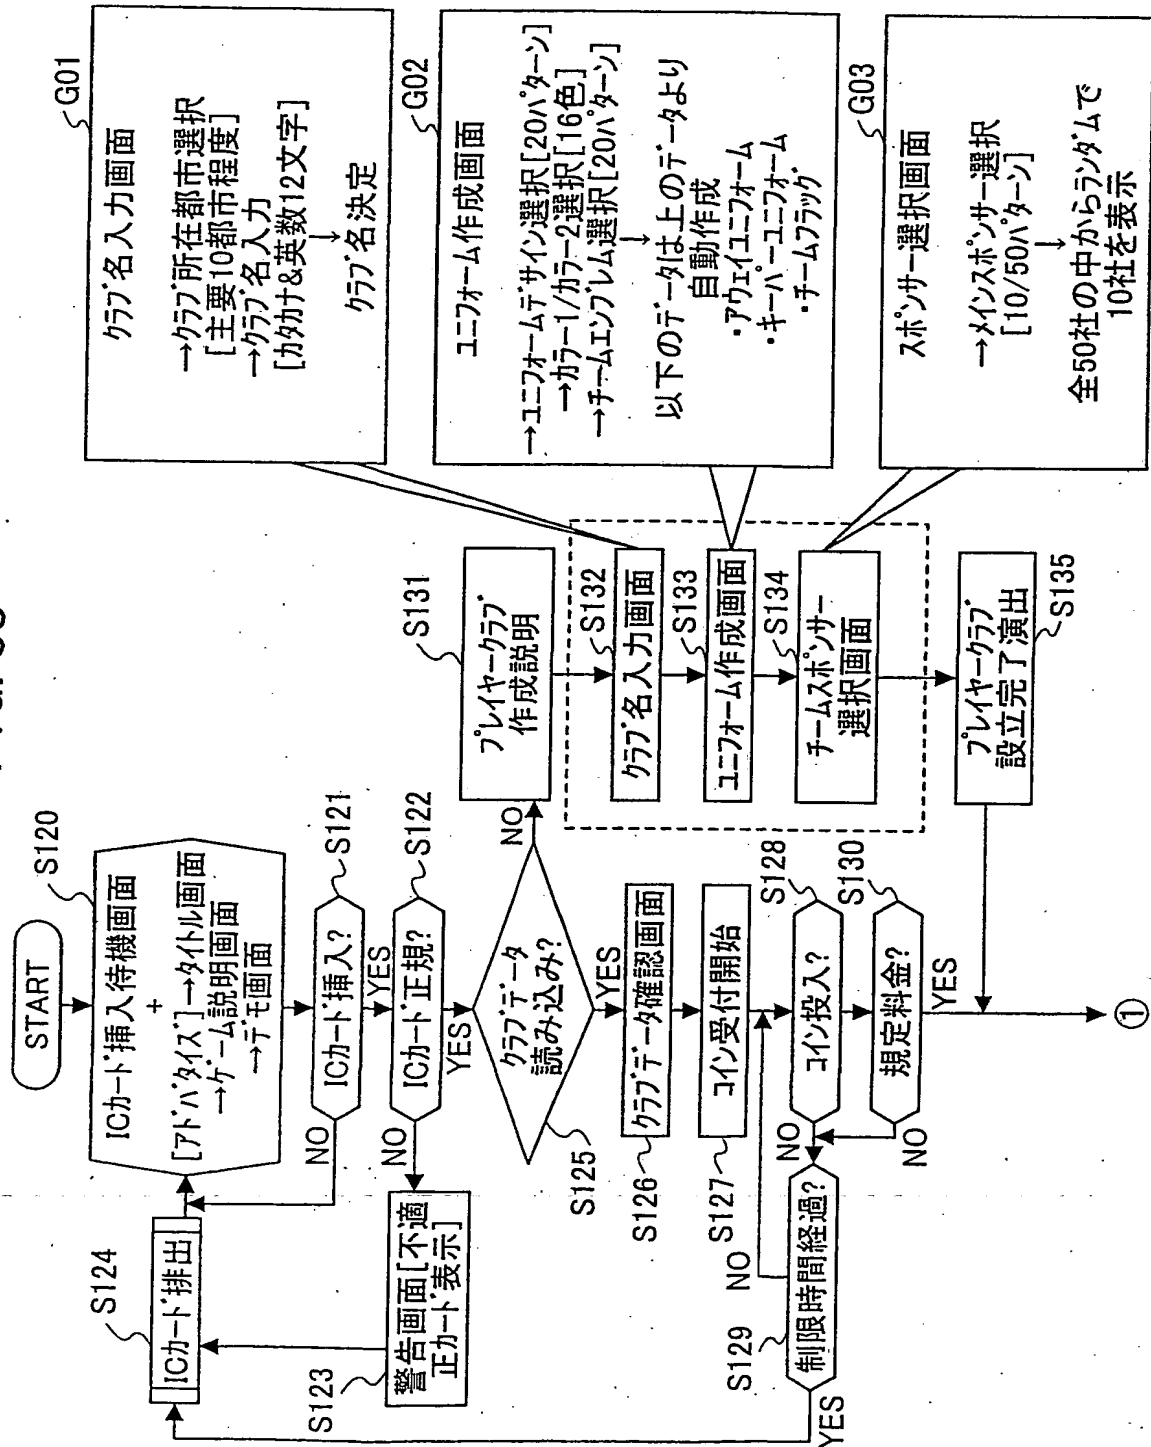 START
S120
ICカード挿入待機画面
+
[アドバタイズ]→タイトル画面
→ゲーム説明画面
→デモ画面
S121
ICカード挿入?
NO
YES
S122
ICカード正規?
NO
YES
S123
警告画面[不適
正カード表示]
S124
ICカード排出
S125
クラブデータ
読み込み?
NO
YES
S126
クラブデータ確認画面
S127
コイン受付開始
S128
コイン投入?
NO
S129
制限時間経過?
NO
YES
S130
規定料金?
NO
YES
①
S131
プレイヤークラブ
作成説明
S132
クラブ名入力画面
S133
ユニフォーム作成画面
S134
チームスポンサー
選択画面
S135
プレイヤークラブ
設立完了演出
G01
クラブ名入力画面
→クラブ所在都市選択
[主要10都市程度]
→クラブ名入力
[カタカナ&英数12文字]
↓
クラブ名決定
G02
ユニフォーム作成画面
→ユニフォームデザイン選択[20パターン]
→カラー1/カラー2選択[16色]
→チームエンブレム選択[20パターン]
↓
以下のデータは上のデータより
自動作成
・アウェイユニフォーム
・キーパーユニフォーム
・チームフラッグ
G03
スポンサー選択画面
→メインスポンサー選択
[10/50パターン]
↓
全50社の中からランダムで
10社を表示